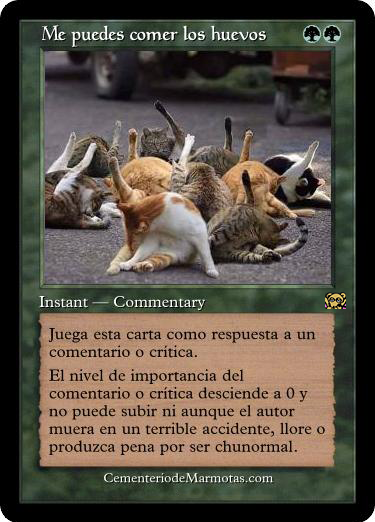 Me puedes comer los huevos
Instant — Commentary
Juega esta carta como respuesta a un
comentario o crítica.
El nivel de importancia del
comentario o crítica desciende a 0 y
no puede subir ni aunque el autor
muera en un terrible accidente, llore o
produzca pena por ser chunormal.
CementeriodeMarmotas.com